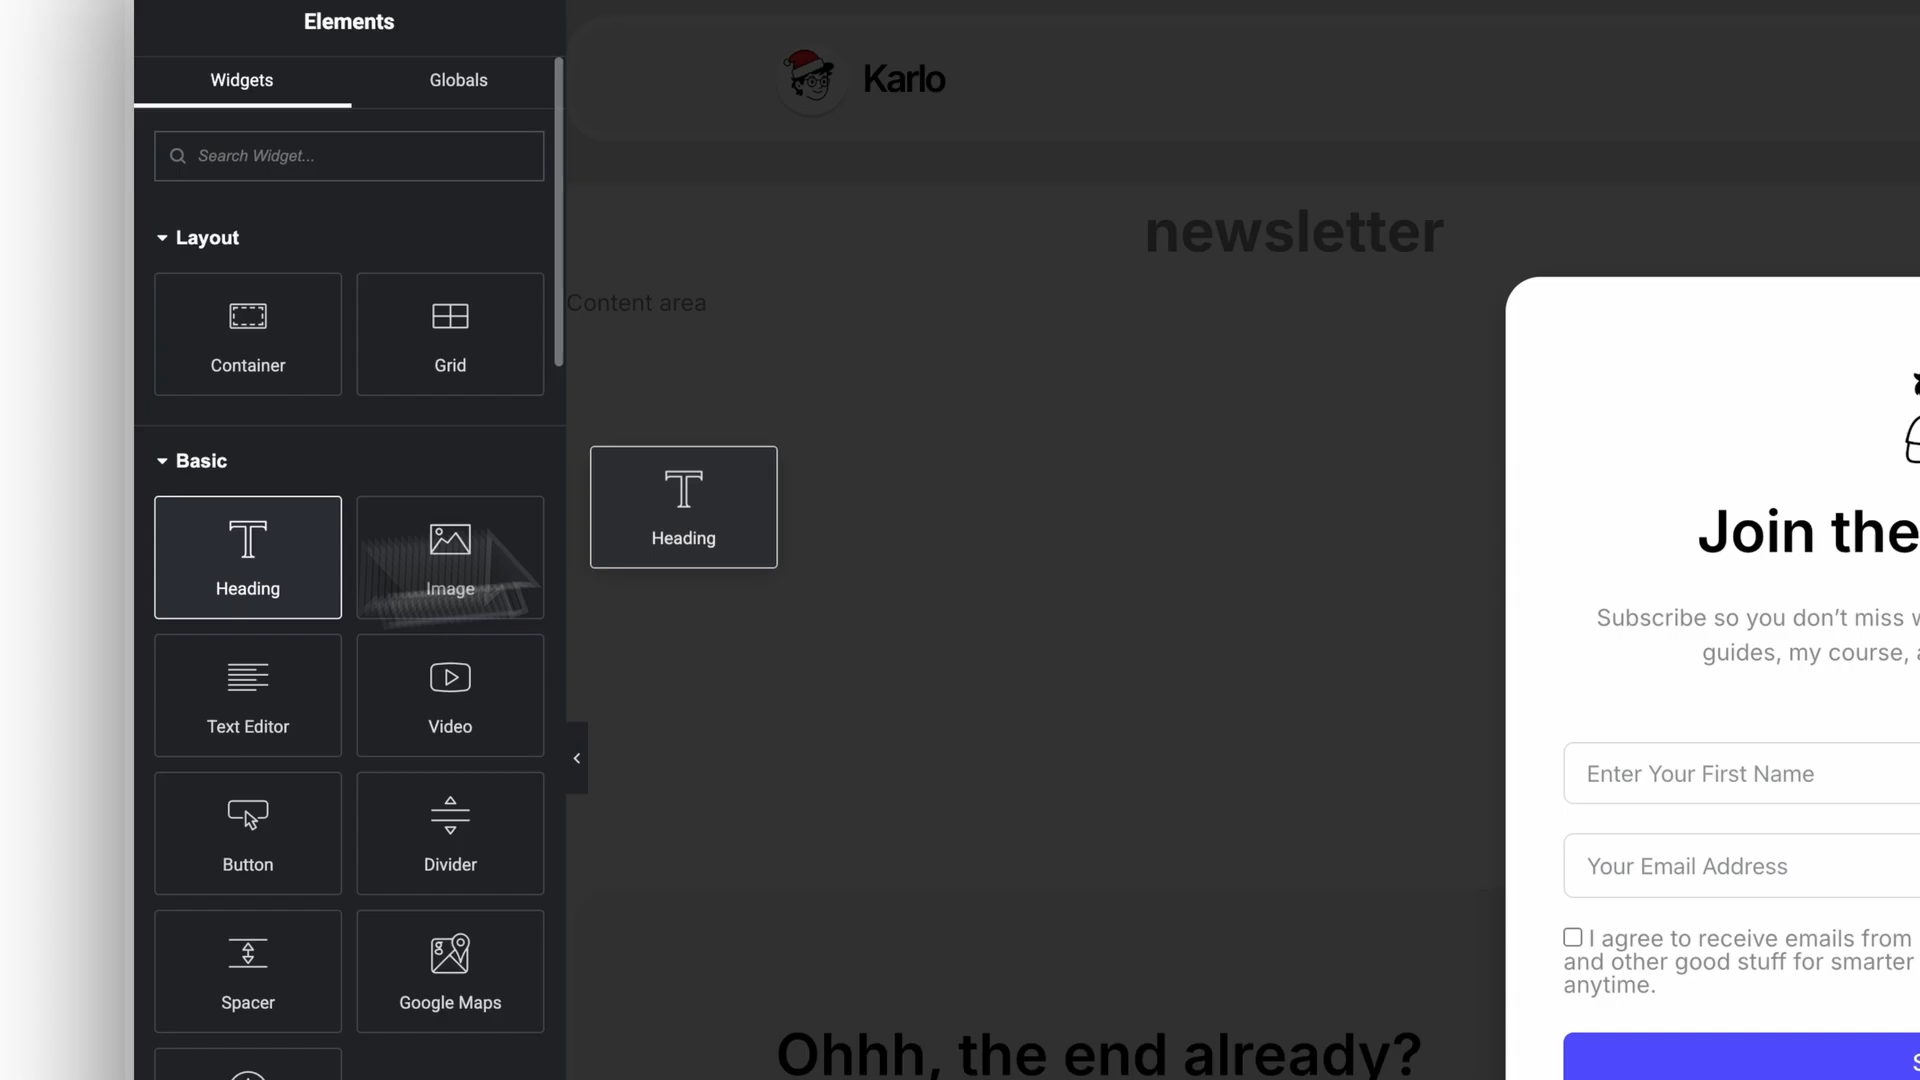 Elements
Widgets
Globals
Search Widget...
Layout
Container
Grid
Basic
Heading
Image
Text Editor
Video
Button
Divider
Spacer
Google Maps
Karlo
newsletter
Content area
Heading
Ohhh, the end already?
Join the
Subscribe so you don’t miss
guides, my course,
Enter Your First Name
Your Email Address
I agree to receive emails from
and other good stuff for smarter
anytime.